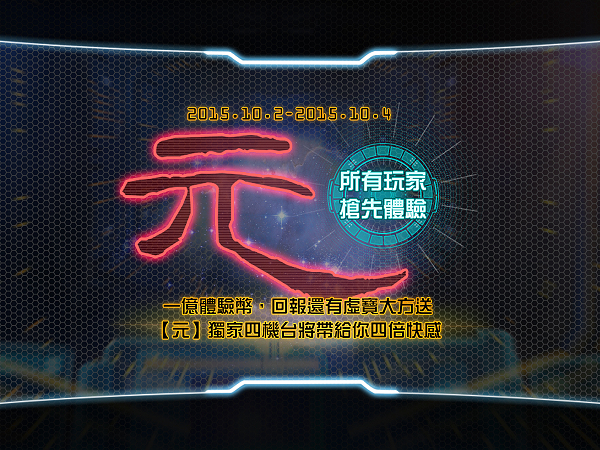 2015.10.2-2015.10.4
元
所有玩家
搶先體驗
一億體驗幣，回報還有虛寶大方送
【元】獨家四機台將帶給你四倍快感